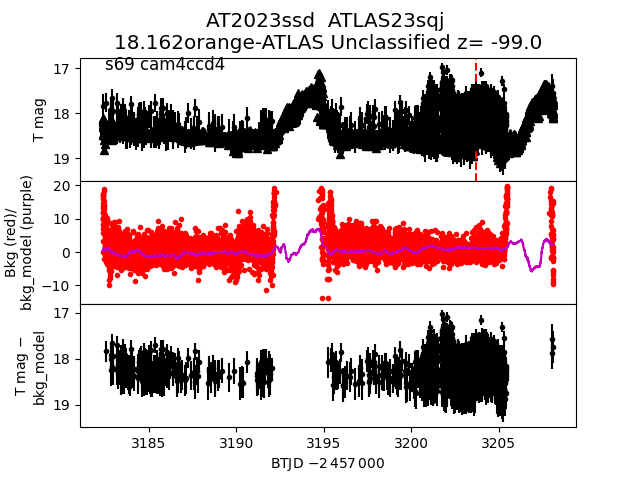 AT2023ssd  ATLAS23sqj
18.162orange-ATLAS Unclassified z= -99.0
s69 cam4ccd4
17
18
19
T mag
20
10
0
−10
Bkg (red)/
bkg_model (purple)
17
18
19
T mag −
bkg_model
3185
3190
3195
3200
3205
BTJD −2 457 000